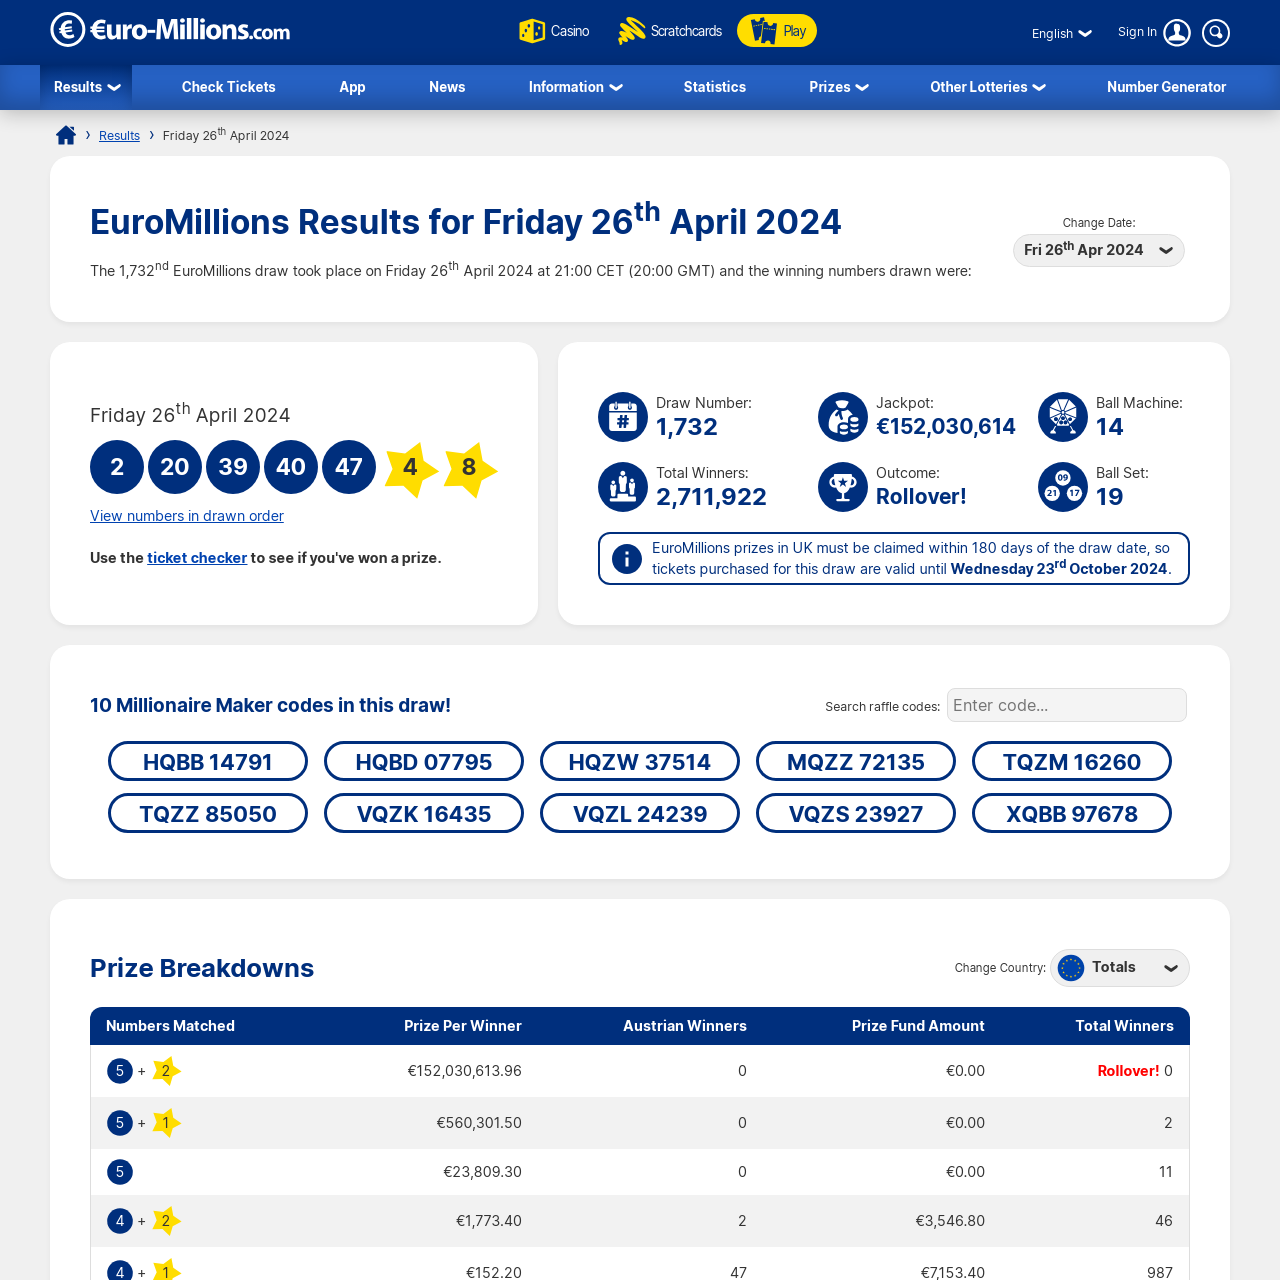 €uro-Millions.com
Casino
Scratchcards
Play
English
Sign In
Results
Check Tickets
App
News
Information
Statistics
Prizes
Other Lotteries
Number Generator
Results › Friday 26th April 2024
EuroMillions Results for Friday 26th April 2024
The 1,732nd EuroMillions draw took place on Friday 26th April 2024 at 21:00 CET (20:00 GMT) and the winning numbers drawn were:
Change Date:
Fri 26th Apr 2024
Friday 26th April 2024
2 20 39 40 47 4 8
View numbers in drawn order
Use the ticket checker to see if you've won a prize.
Draw Number:
1,732
Jackpot:
€152,030,614
Ball Machine:
14
Total Winners:
2,711,922
Outcome:
Rollover!
09
21 17
Ball Set:
19
EuroMillions prizes in UK must be claimed within 180 days of the draw date, so
tickets purchased for this draw are valid until Wednesday 23rd October 2024.
10 Millionaire Maker codes in this draw!
Search raffle codes: Enter code...
HQBB 14791 HQBD 07795 HQZW 37514 MQZZ 72135 TQZM 16260
TQZZ 85050 VQZK 16435 VQZL 24239 VQZS 23927 XQBB 97678
Prize Breakdowns
Change Country: Totals
Numbers Matched Prize Per Winner Austrian Winners Prize Fund Amount Total Winners
5 + 2 €152,030,613.96 0 €0.00 Rollover! 0
5 + 1 €560,301.50 0 €0.00 2
5 €23,809.30 0 €0.00 11
4 + 2 €1,773.40 2 €3,546.80 46
4 + 1 €152.20 47 €7,153.40 987